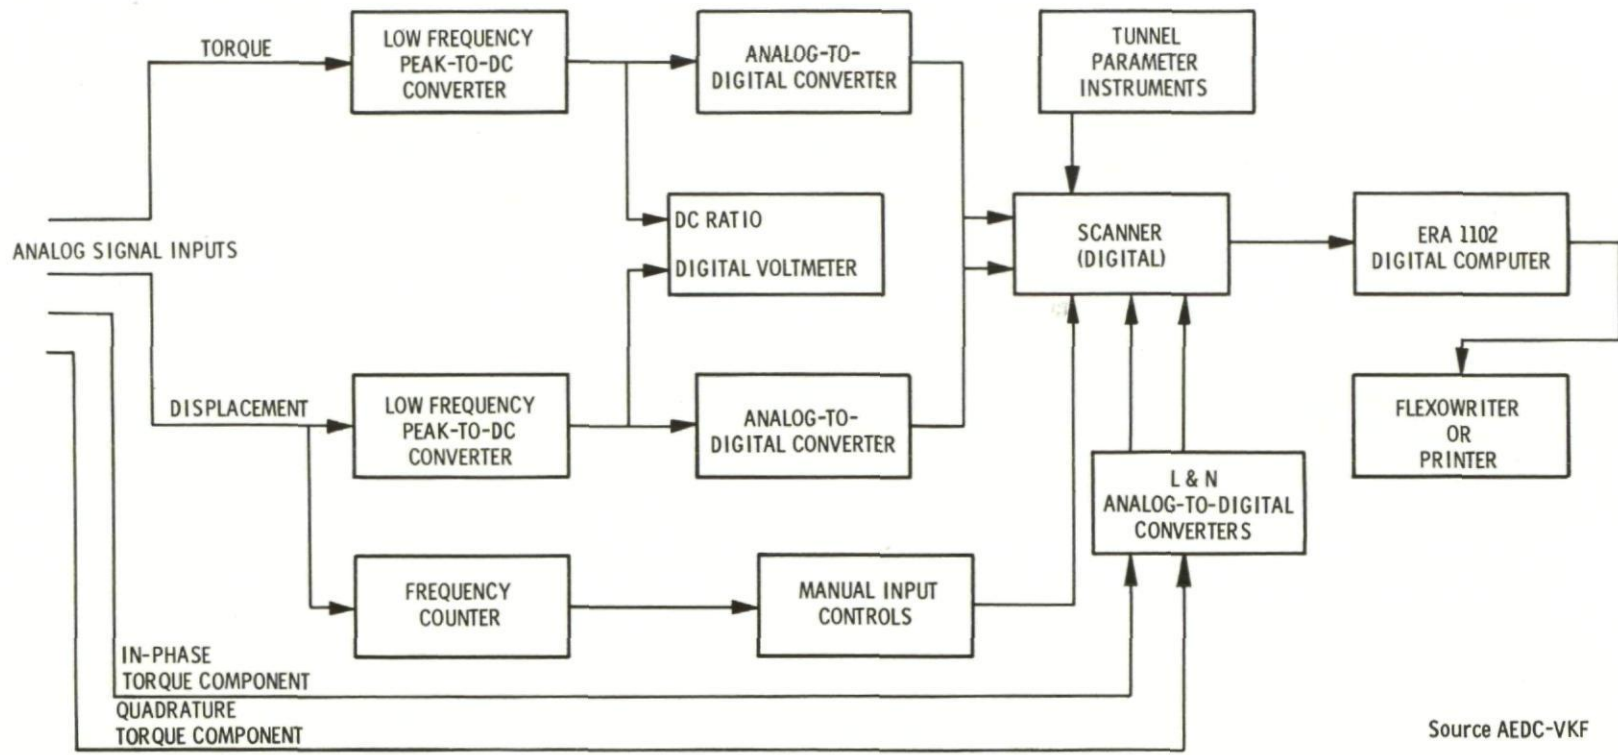 TORQUE
LOW FREQUENCY
PEAK-TO-DC
CONVERTER
ANALOG-TO-
DIGITAL CONVERTER
TUNNEL
PARAMETER
INSTRUMENTS
ANALOG SIGNAL INPUTS
DC RATIO
DIGITAL VOLTMETER
SCANNER
(DIGITAL)
ERA 1102
DIGITAL COMPUTER
DISPLACEMENT
LOW FREQUENCY
PEAK-TO-DC
CONVERTER
ANALOG-TO-
DIGITAL CONVERTER
L & N
ANALOG-TO-DIGITAL
CONVERTERS
FLEXOWRITER
OR
PRINTER
FREQUENCY
COUNTER
MANUAL INPUT
CONTROLS
IN-PHASE
TORQUE COMPONENT
QUADRATURE
TORQUE COMPONENT
Source AEDC-VKF